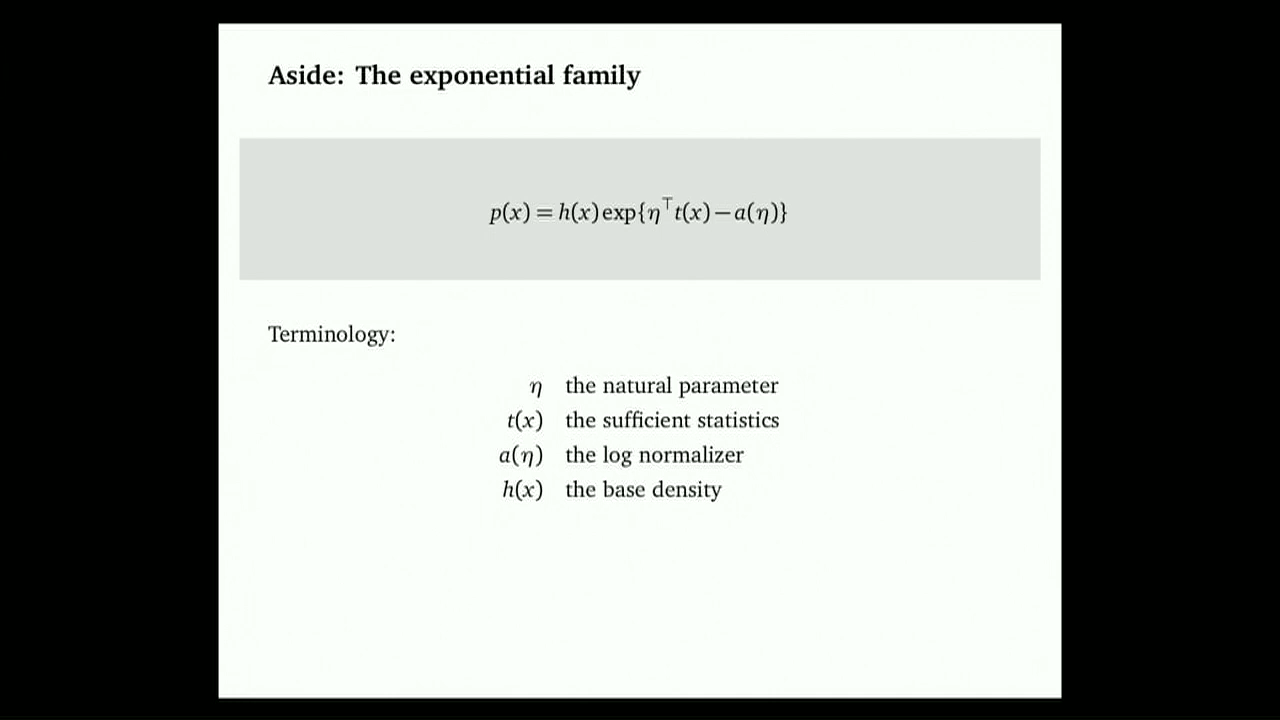 Aside: The exponential family
p(x) = h(x) exp{η⊤t(x) − a(η)}
Terminology:
η the natural parameter
t(x) the sufficient statistics
a(η) the log normalizer
h(x) the base density